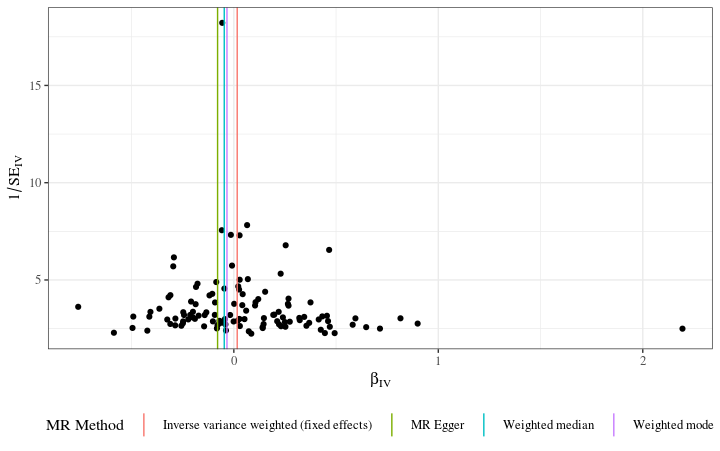 15
10
5
1/SE_IV
0
1
2
β_IV
MR Method
Inverse variance weighted (fixed effects)
MR Egger
Weighted median
Weighted mode